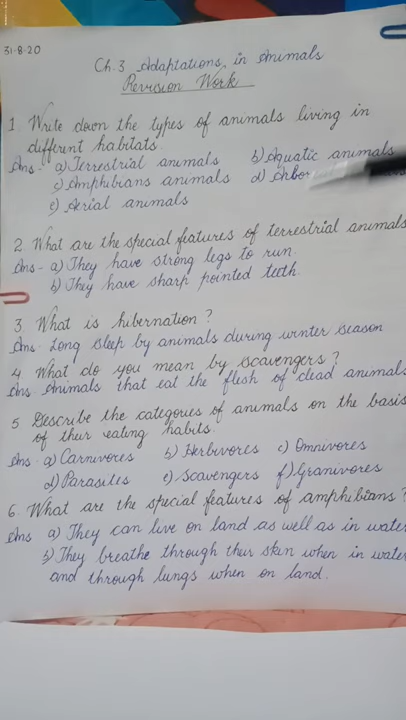 31-8-20
Ch.3 Adaptations in Animals
Revision Work
1. Write down the types of animals living in
different habitats.
Ans - a) Terrestrial animals b) Aquatic animals
c) Amphibians animals d)
e) Aerial animals
2. What are the special features of terrestrial animals
Ans - a) They have strong legs to run.
b) They have sharp pointed teeth.
3. What is hibernation?
Ans. Long sleep by animals during winter season
4. What do you mean by scavengers?
Ans. Animals that eat the flesh of dead animals
5. Describe the categories of animals on the basis
of their eating habits.
Ans - a) Carnivores b) Herbivores c) Omnivores
d) Parasites e) Scavengers f) Granivores
6. What are the special features of amphibians?
Ans a) They can live on land as well as in water
b) They breathe through their skin when in water
and through lungs when on land.